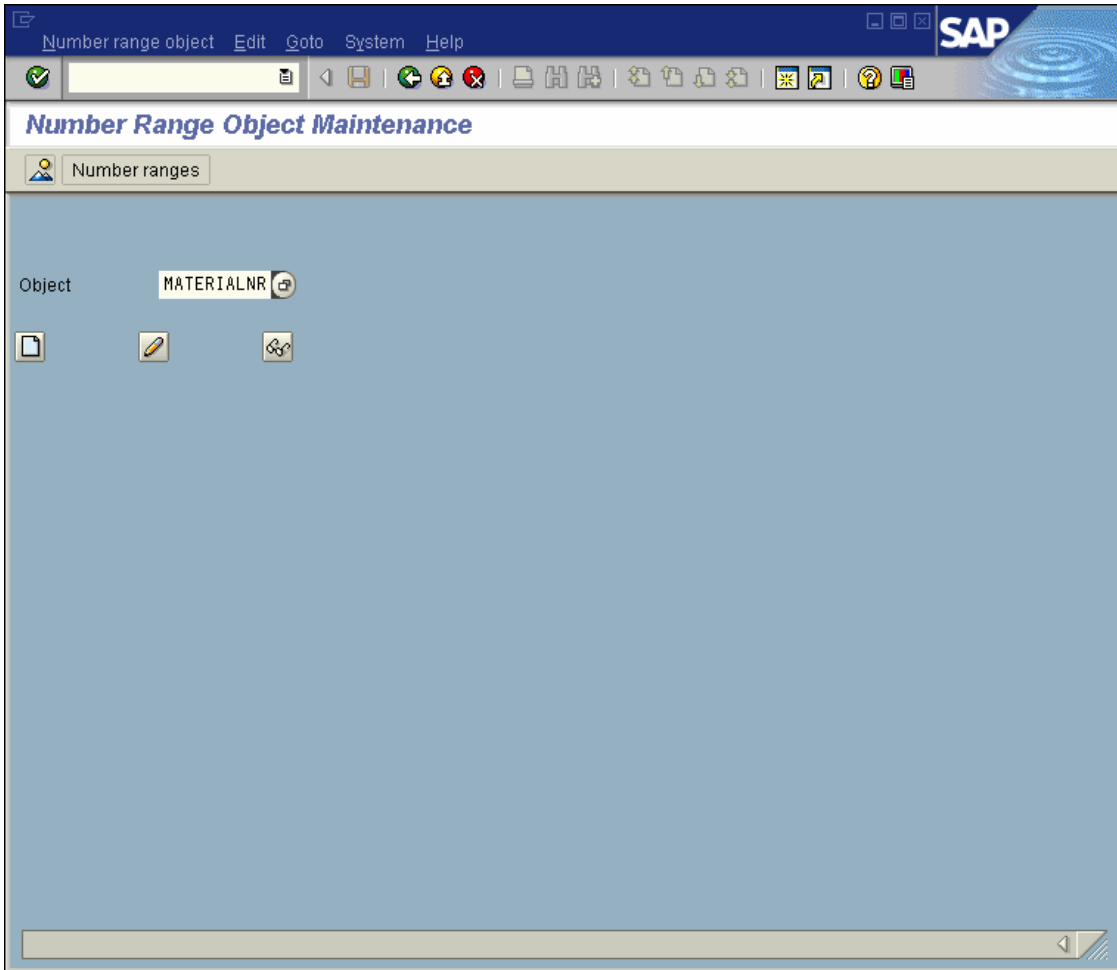 Number range object Edit Goto System Help
SAP
Number Range Object Maintenance
Number ranges
Object MATERIALNR